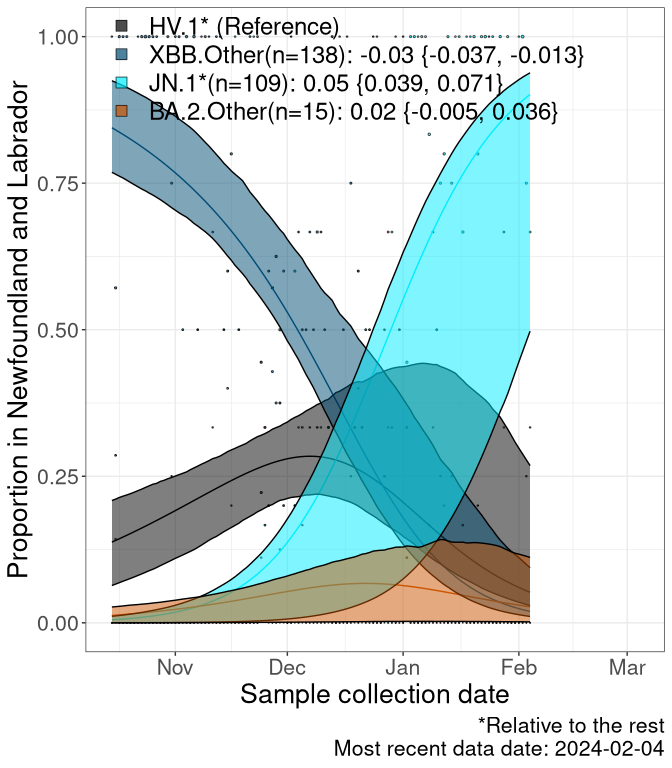 HV.1* (Reference)
XBB.Other(n=138): -0.03 {-0.037, -0.013}
JN.1*(n=109): 0.05 {0.039, 0.071}
BA.2.Other(n=15): 0.02 {-0.005, 0.036}
Proportion in Newfoundland and Labrador
1.00
0.75
0.50
0.25
0.00
Nov Dec Jan Feb Mar
Sample collection date
*Relative to the rest
Most recent data date: 2024-02-04